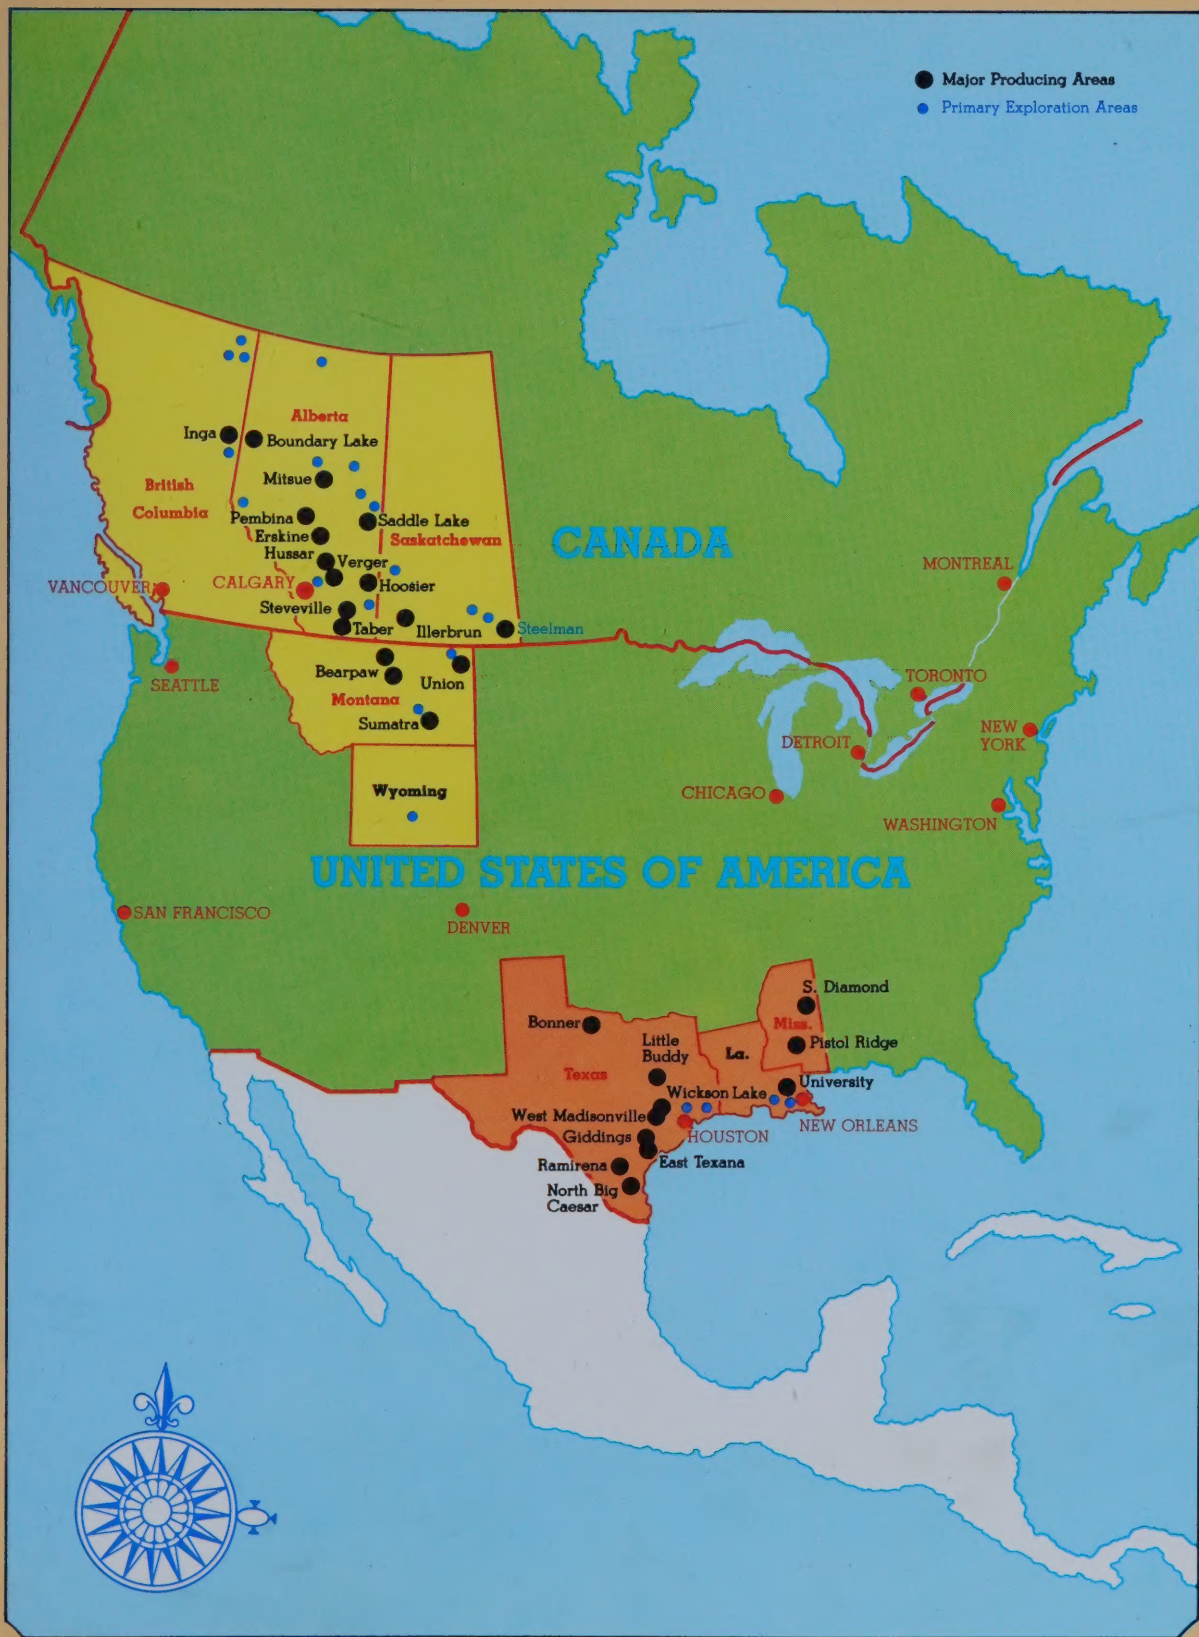 Major Producing Areas
Primary Exploration Areas
Alberta
Inga
Boundary Lake
Mitsue
British
Columbia
Pembina
Saddle Lake
Erskine
Saskatchewan
Hussar
Verger
CANADA
VANCOUVER
CALGARY
Hoosier
Steveville
Taber
Illerbrun
Steelman
MONTREAL
SEATTLE
Bearpaw
Union
Montana
Sumatra
TORONTO
DETROIT
NEW
YORK
Wyoming
CHICAGO
WASHINGTON
UNITED STATES OF AMERICA
SAN FRANCISCO
DENVER
S. Diamond
Bonner
Miss.
Little
Buddy
La.
Pistol Ridge
Texas
University
Wickson Lake
West Madisonville
NEW ORLEANS
Giddings
HOUSTON
Ramirena
East Texana
North Big
Caesar